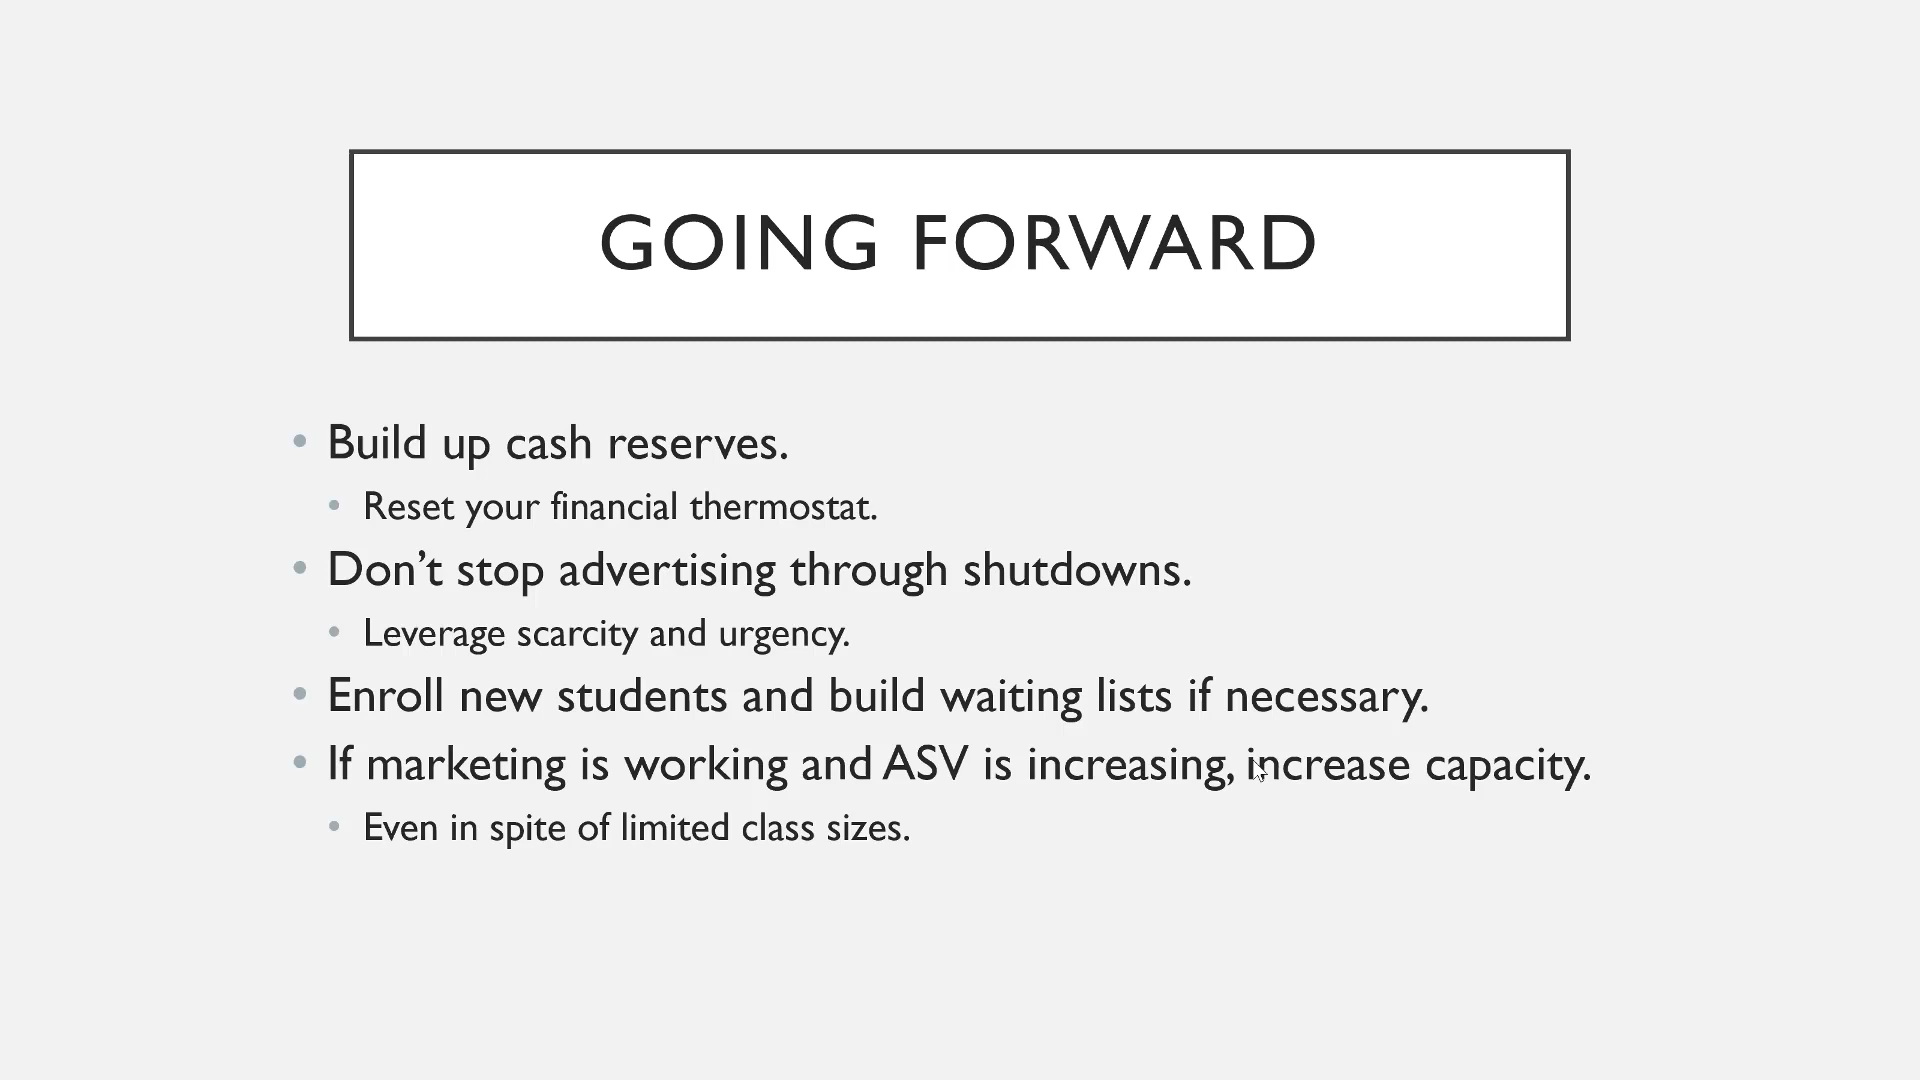 GOING FORWARD
• Build up cash reserves.
• Reset your financial thermostat.
• Don’t stop advertising through shutdowns.
• Leverage scarcity and urgency.
• Enroll new students and build waiting lists if necessary.
• If marketing is working and ASV is increasing, increase capacity.
• Even in spite of limited class sizes.